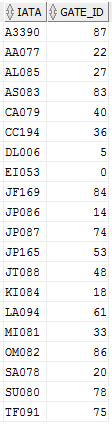 IATA GATE_ID
A3390 87
AA077 22
AL085 27
AS083 83
CA079 40
CC194 36
DL006 5
EI053 0
JF169 84
JP086 14
JP087 74
JP165 53
JT088 48
KI084 18
LA094 61
MI081 33
OM082 86
SA078 20
SU080 78
TF091 75